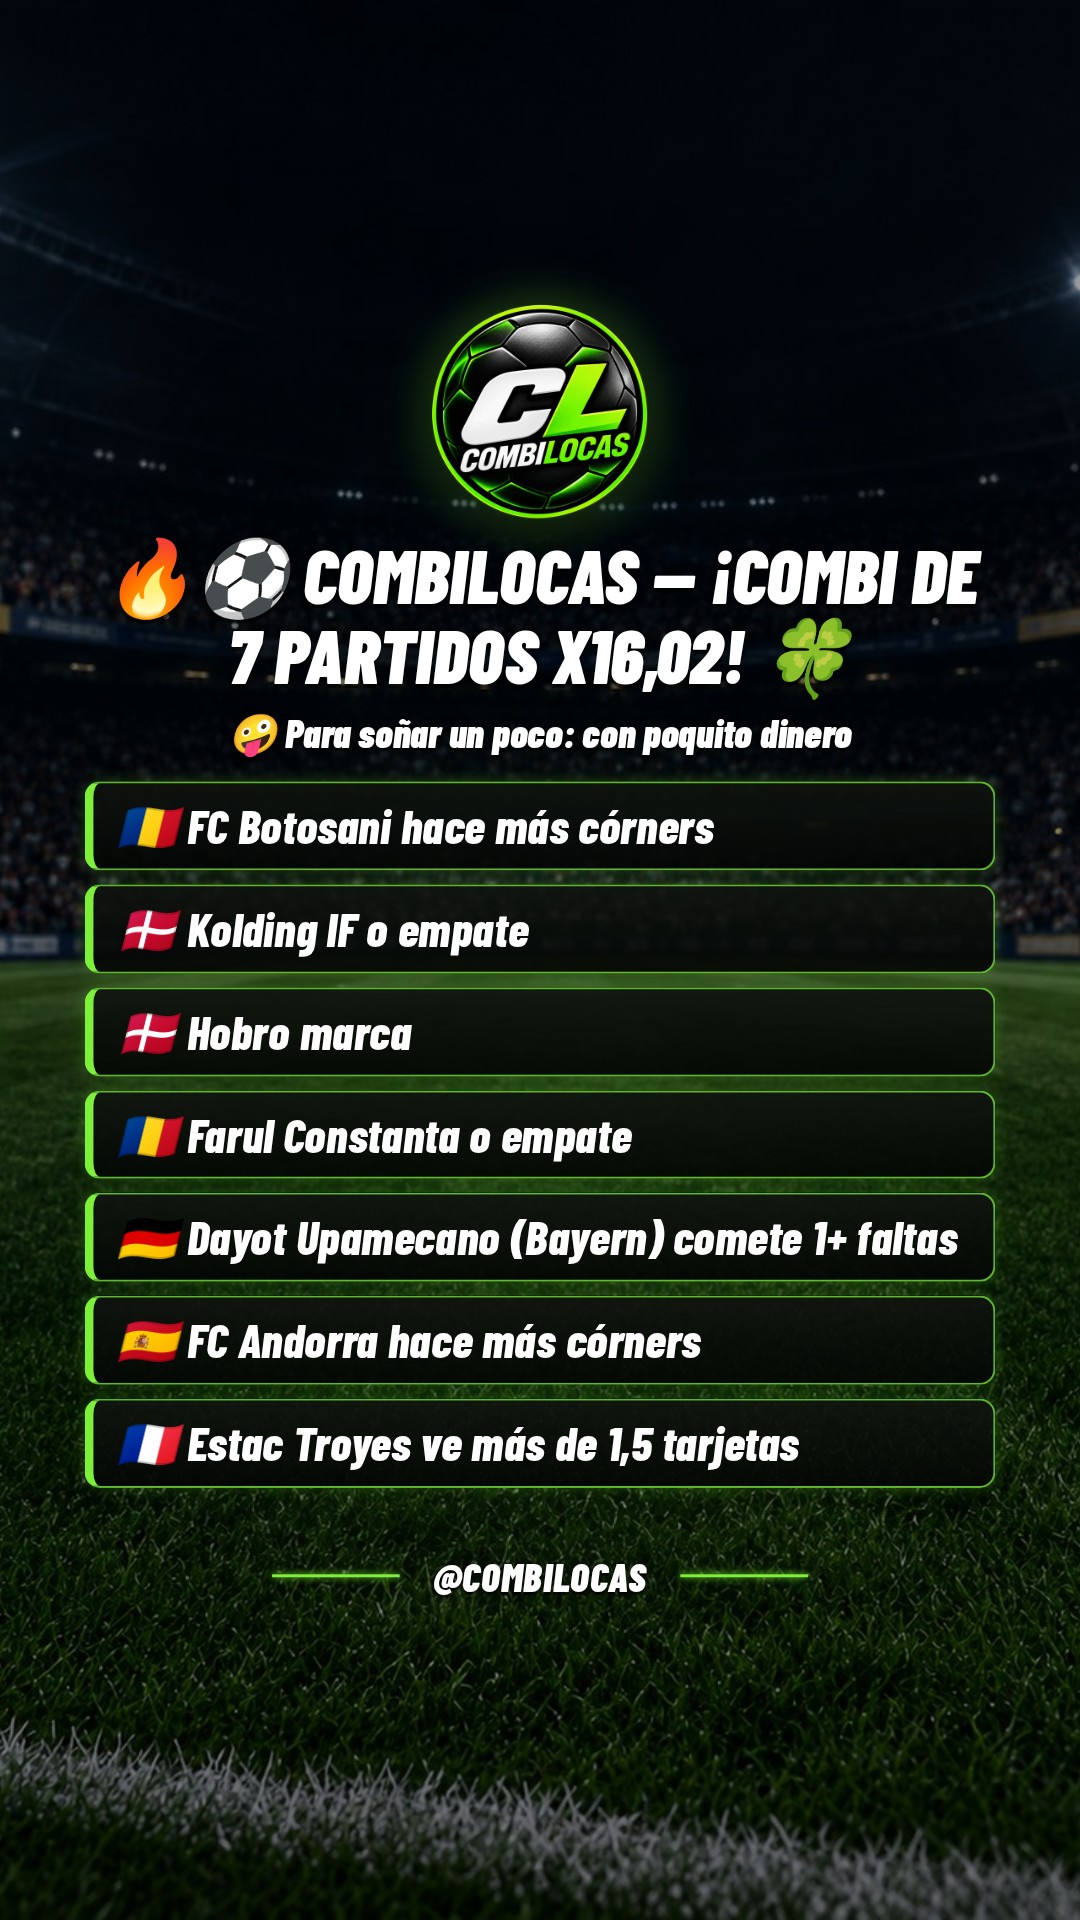 CL
COMBILOCAS
🔥⚽ COMBILOCAS – ¡COMBI DE
7 PARTIDOS X16,02! 🍀
🤪 Para soñar un poco: con poquito dinero
🇷🇴 FC Botosani hace más córners
🇩🇰 Kolding IF o empate
🇩🇰 Hobro marca
🇷🇴 Farul Constanta o empate
🇩🇪 Dayot Upamecano (Bayern) comete 1+ faltas
🇪🇸 FC Andorra hace más córners
🇫🇷 Estac Troyes ve más de 1,5 tarjetas
@COMBILOCAS